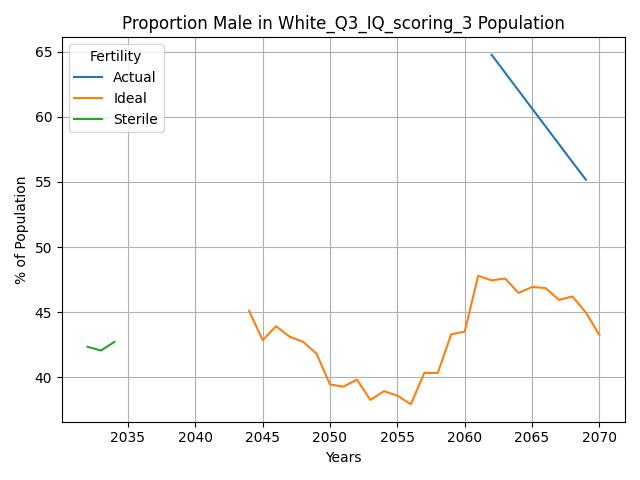 Proportion Male in White_Q3_IQ_scoring_3 Population
Fertility
Actual
Ideal
Sterile
% of Population
65
60
55
50
45
40
2035
2040
2045
2050
2055
2060
2065
2070
Years